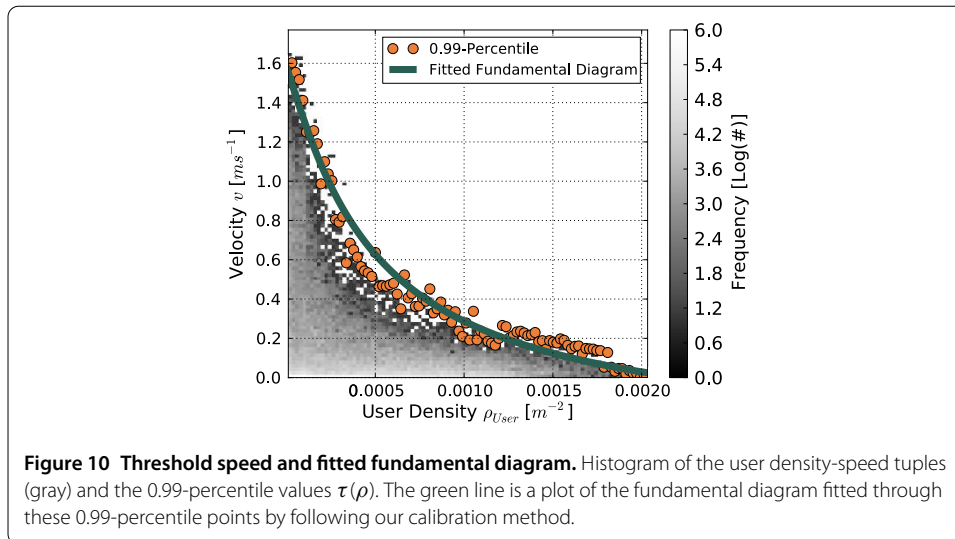 0.99-Percentile
Fitted Fundamental Diagram
1.6
1.4
1.2
1.0
0.8
0.6
0.4
0.2
0.0
Velocity v [ms⁻¹]
0.0005 0.0010 0.0015 0.0020
User Density ρ_User [m⁻²]
6.0
5.4
4.8
4.2
3.6
3.0
2.4
1.8
1.2
0.6
0.0
Frequency [Log(#)]
Figure 10 Threshold speed and fitted fundamental diagram. Histogram of the user density-speed tuples
(gray) and the 0.99-percentile values τ(ρ). The green line is a plot of the fundamental diagram fitted through
these 0.99-percentile points by following our calibration method.